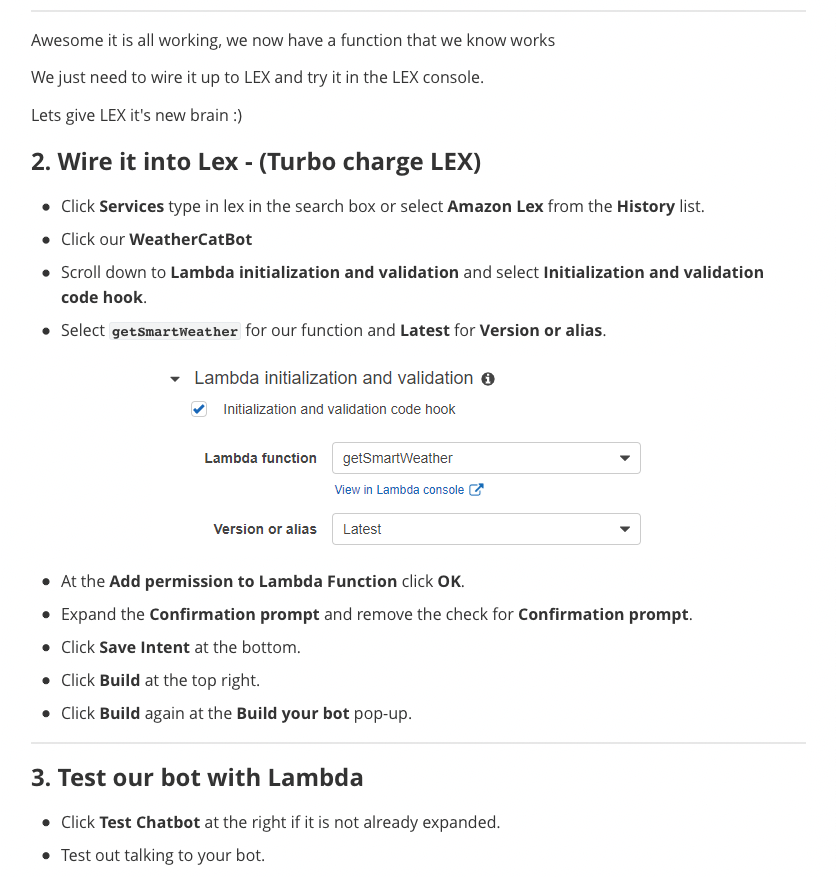 Awesome it is all working, we now have a function that we know works
We just need to wire it up to LEX and try it in the LEX console.
Lets give LEX it's new brain :)
2. Wire it into Lex - (Turbo charge LEX)
Click Services type in lex in the search box or select Amazon Lex from the History list.
Click our WeatherCatBot
Scroll down to Lambda initialization and validation and select Initialization and validation
code hook.
Select getSmartWeather for our function and Latest for Version or alias.
Lambda initialization and validation
Initialization and validation code hook
Lambda function getSmartWeather
View in Lambda console
Version or alias Latest
At the Add permission to Lambda Function click OK.
Expand the Confirmation prompt and remove the check for Confirmation prompt.
Click Save Intent at the bottom.
Click Build at the top right.
Click Build again at the Build your bot pop-up.
3. Test our bot with Lambda
Click Test Chatbot at the right if it is not already expanded.
Test out talking to your bot.